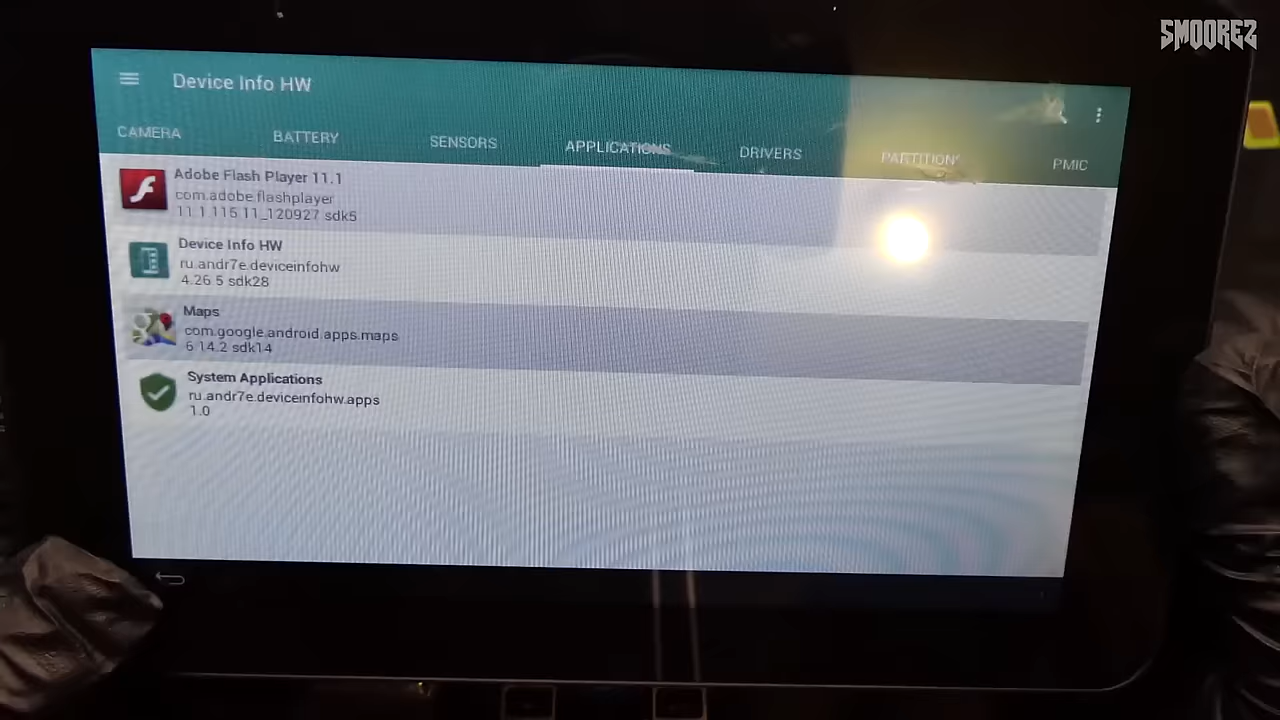 SMOOREZ
Device Info HW
CAMERA BATTERY SENSORS APPLICATIONS DRIVERS PARTITIONS PMIC
Adobe Flash Player 11.1
com.adobe.flashplayer
11.1.115.11_120927 sdk5
Device Info HW
ru.andr7e.deviceinfohw
4.26.5 sdk28
Maps
com.google.android.apps.maps
6.14.2 sdk14
System Applications
ru.andr7e.deviceinfohw.apps
1.0